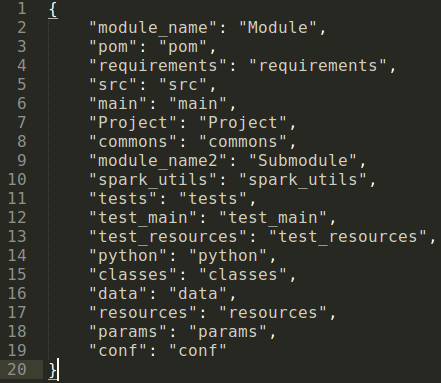 1 {
2 "module_name": "Module",
3 "pom": "pom",
4 "requirements": "requirements",
5 "src": "src",
6 "main": "main",
7 "Project": "Project",
8 "commons": "commons",
9 "module_name2": "Submodule",
10 "spark_utils": "spark_utils",
11 "tests": "tests",
12 "test_main": "test_main",
13 "test_resources": "test_resources",
14 "python": "python",
15 "classes": "classes",
16 "data": "data",
17 "resources": "resources",
18 "params": "params",
19 "conf": "conf"
20 }